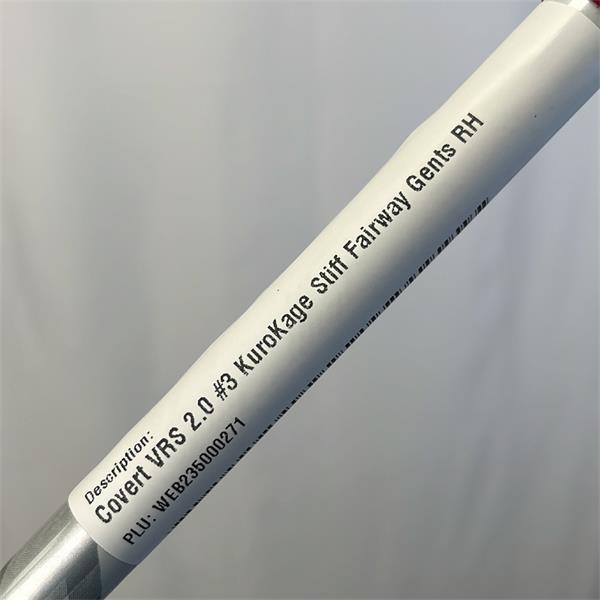 Description:
Covert VRS 2.0 #3 KuroKage Stiff Fairway Gents RH
PLU: WEB235000271